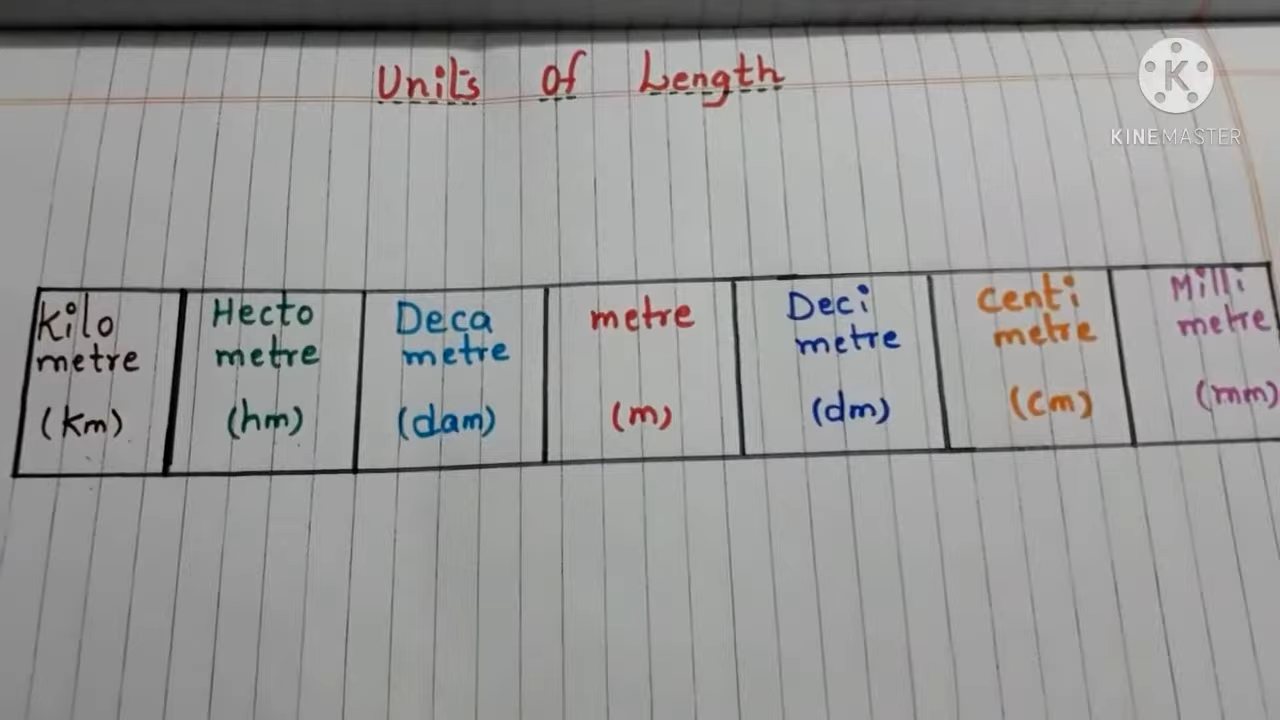 Units Of Length
KINEMASTER
Kilo
metre
(Km)
Hecto
metre
(hm)
Deca
metre
(dam)
metre
(m)
Deci
metre
(dm)
Centi
metre
(Cm)
Milli
metre
(mm)